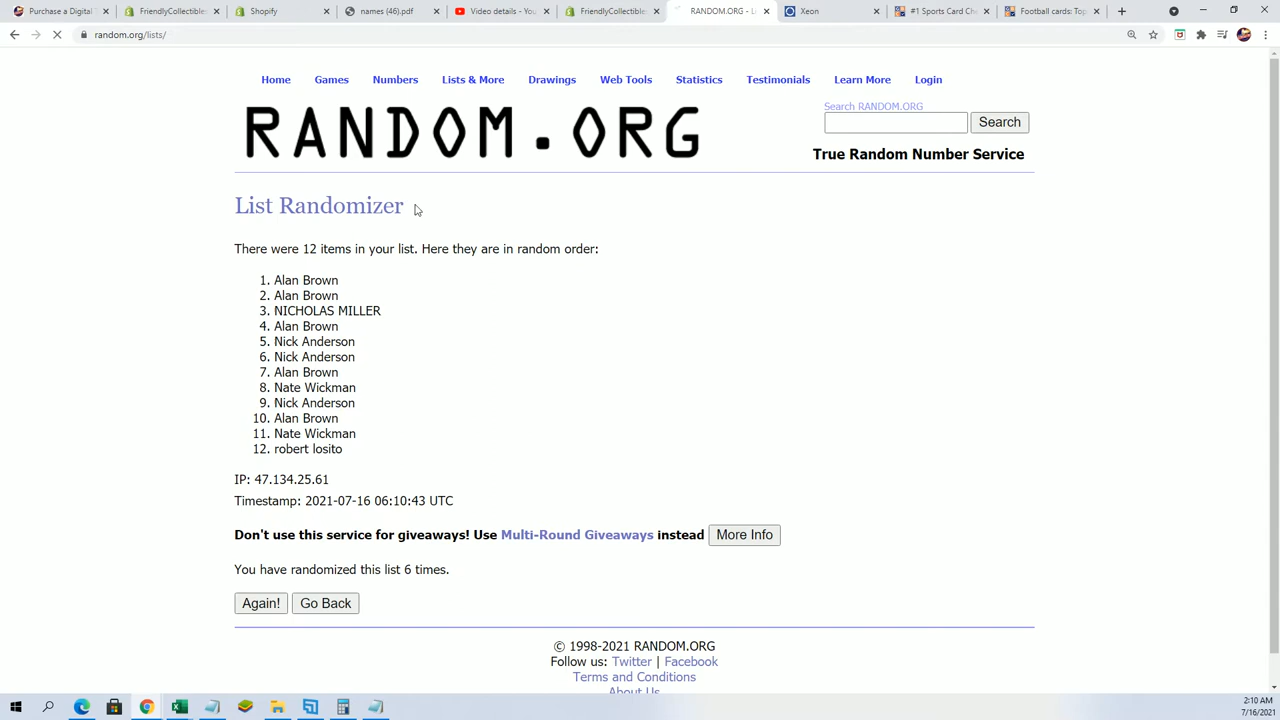 Purchase a Digital
FriendlyCollectibles
Shopify
names (46).pdf
Video details - You
FriendlyCollectibles
RANDOM.ORG - L
Xeon
#1 Sports Card Ch
Football cards: Top
random.org/lists/
Home Games Numbers Lists & More Drawings Web Tools Statistics Testimonials Learn More Login
RANDOM.ORG
Search RANDOM.ORG
Search
True Random Number Service
List Randomizer
There were 12 items in your list. Here they are in random order:
1. Alan Brown
2. Alan Brown
3. NICHOLAS MILLER
4. Alan Brown
5. Nick Anderson
6. Nick Anderson
7. Alan Brown
8. Nate Wickman
9. Nick Anderson
10. Alan Brown
11. Nate Wickman
12. robert losito
IP: 47.134.25.61
Timestamp: 2021-07-16 06:10:43 UTC
Don't use this service for giveaways! Use Multi-Round Giveaways instead More Info
You have randomized this list 6 times.
Again! Go Back
© 1998-2021 RANDOM.ORG
Follow us: Twitter | Facebook
Terms and Conditions
About Us
2:10 AM
7/16/2021